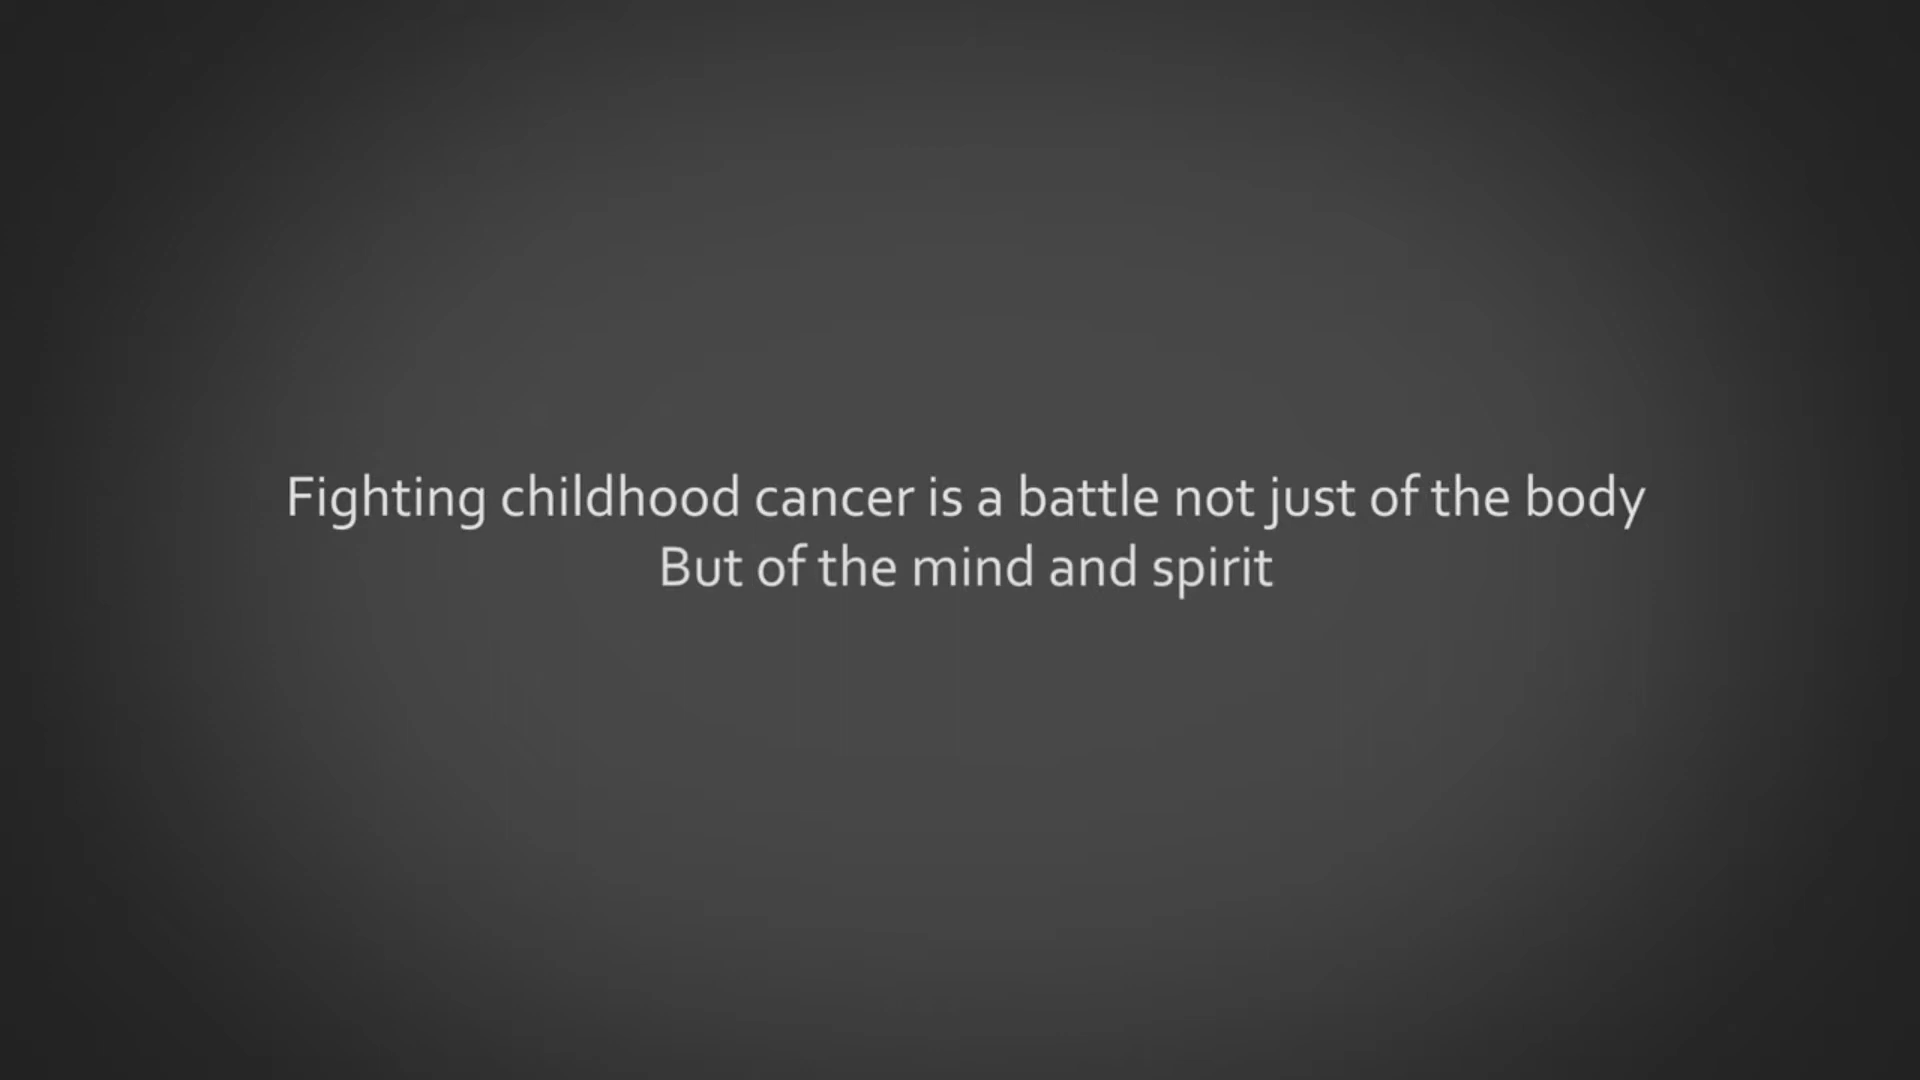 Fighting childhood cancer is a battle not just of the body
But of the mind and spirit